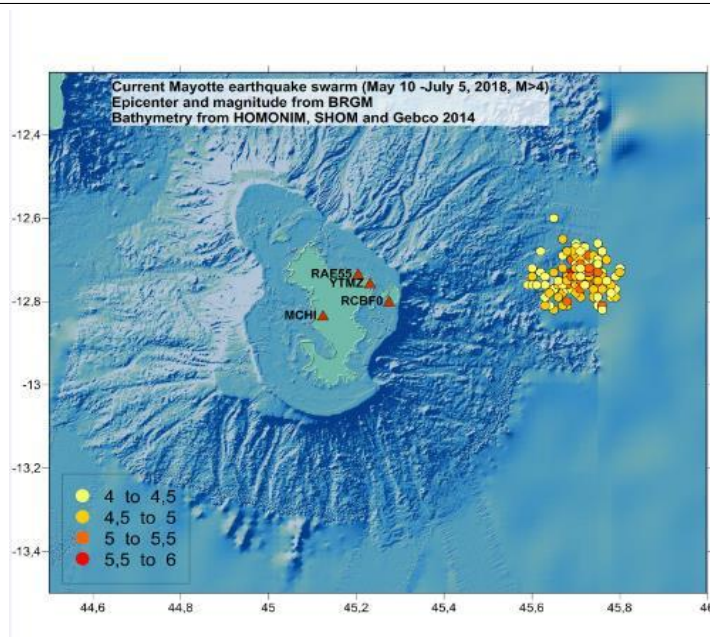 Current Mayotte earthquake swarm (May 10 -July 5, 2018, M>4)
Epicenter and magnitude from BRGM
Bathymetry from HOMONIM, SHOM and Gebco 2014
-12,4
-12,6
RAE55
YTMZ
-12,8
RCBF0
MCHI
-13
-13,2
4 to 4,5
4,5 to 5
5 to 5,5
-13,4
5,5 to 6
44,6 44,8 45 45,2 45,4 45,6 45,8 46